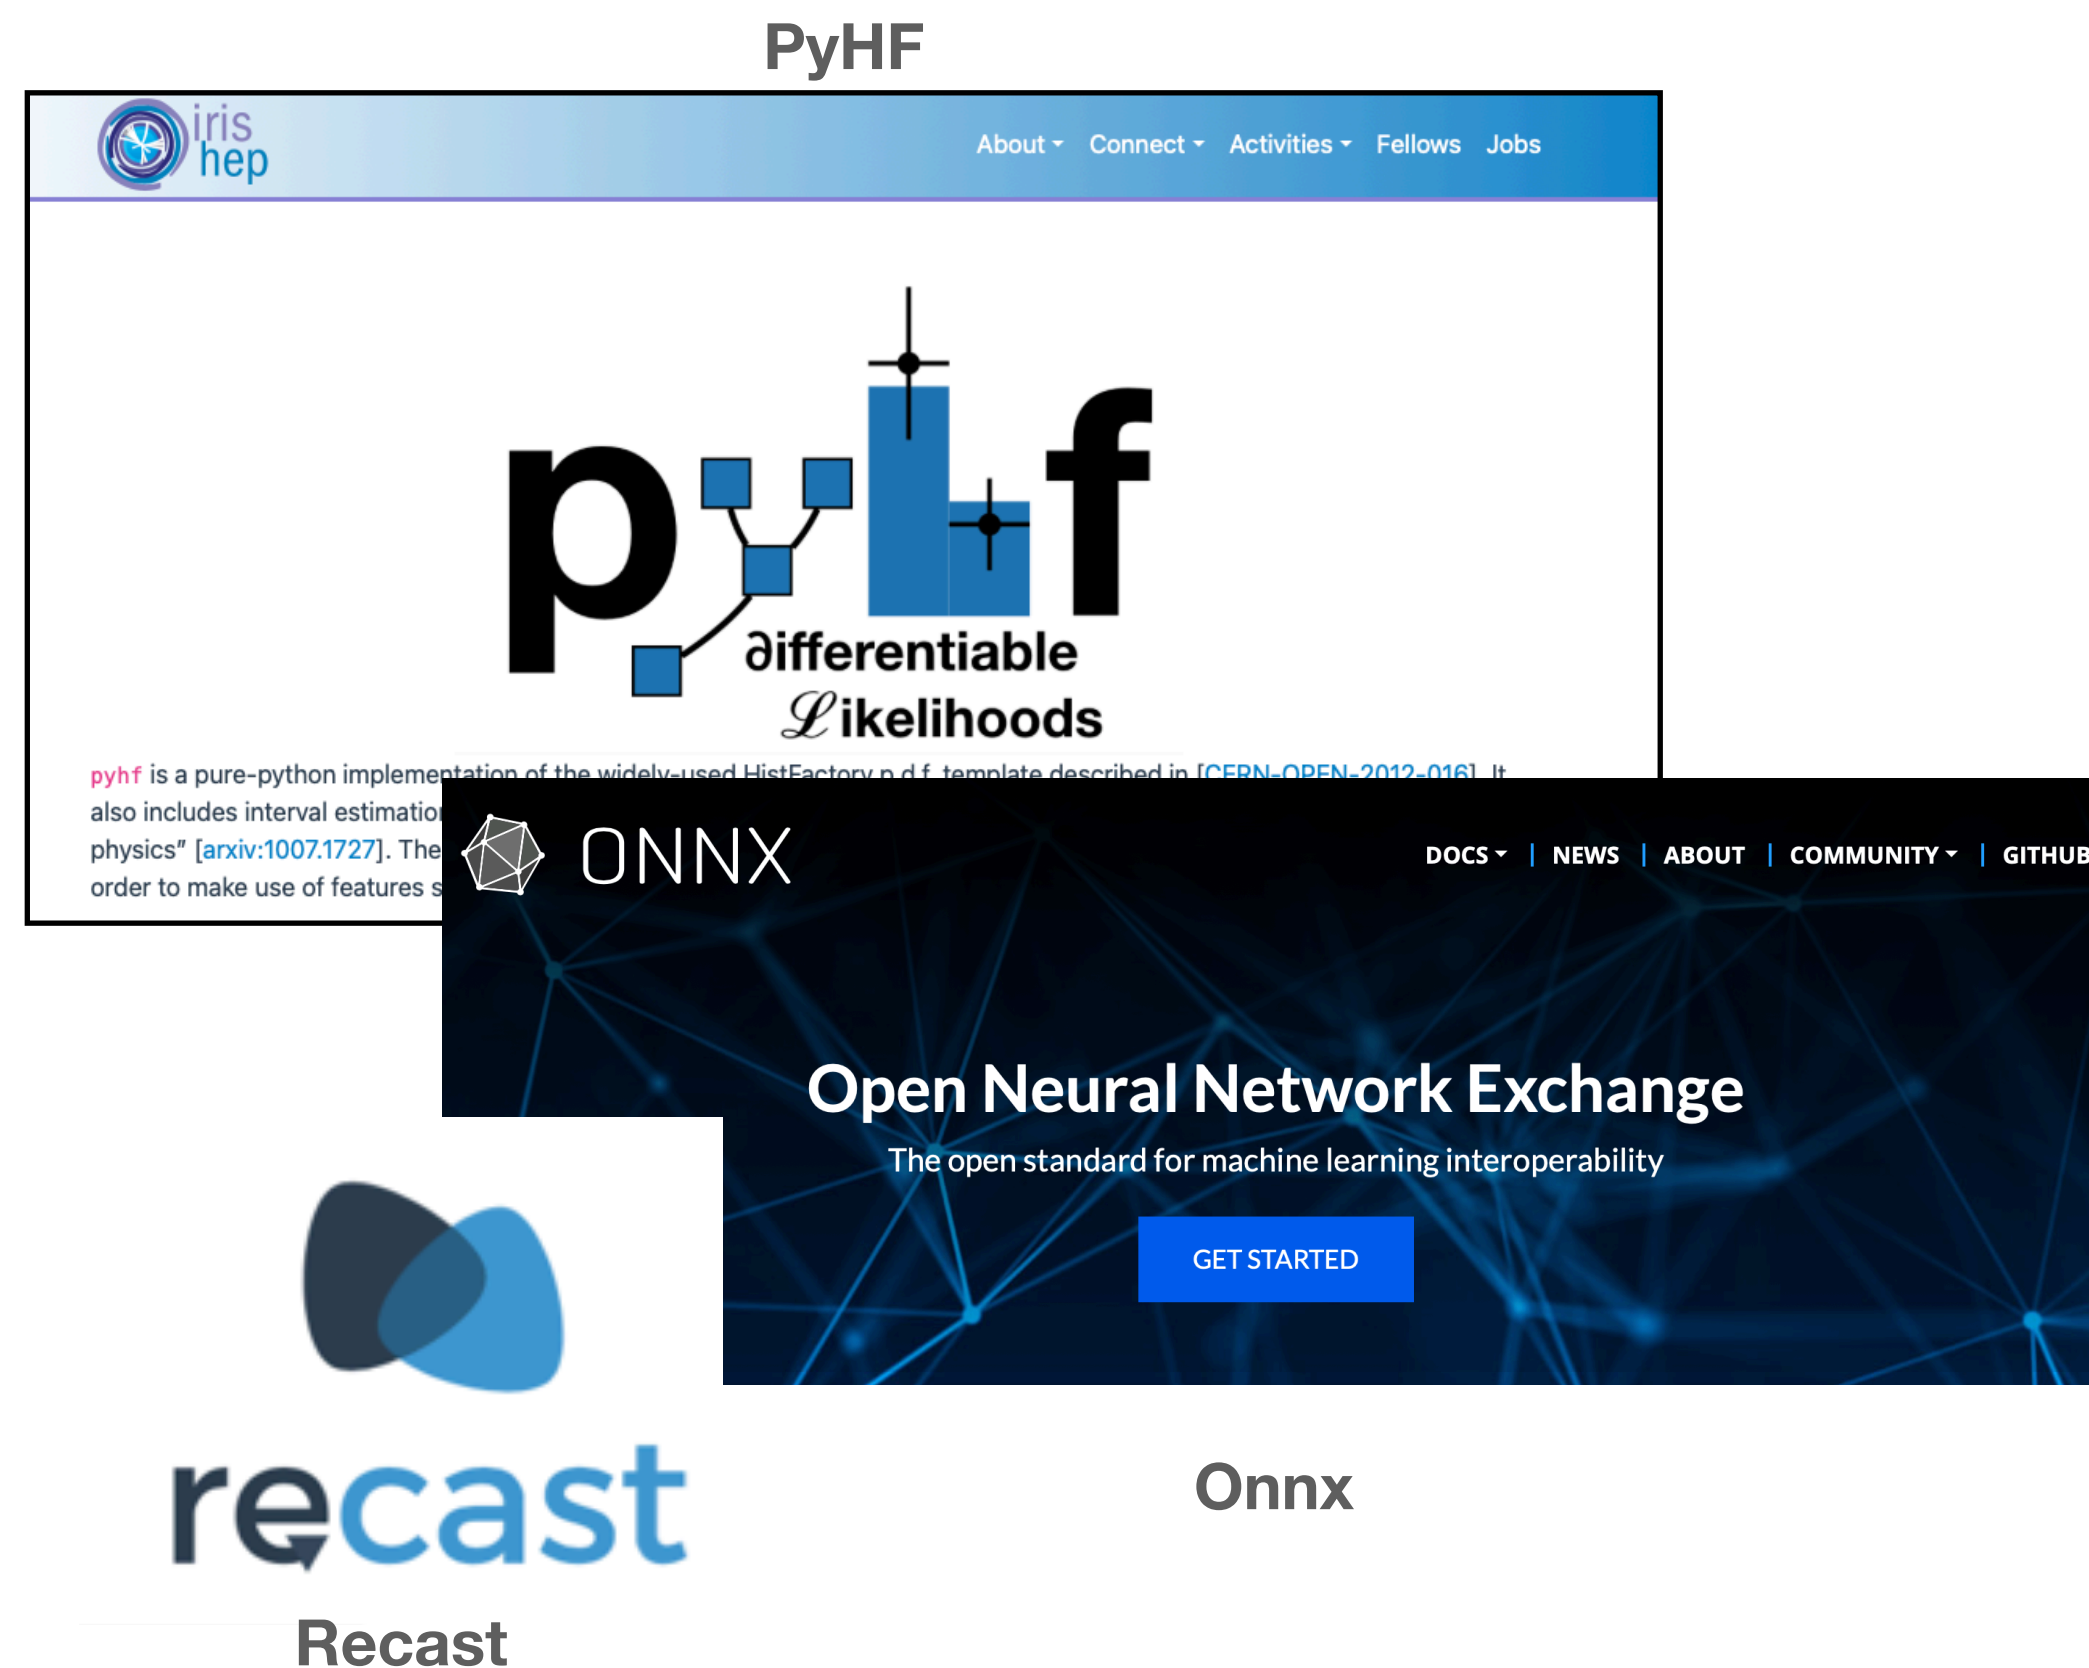 PyHF
iris
hep
About Connect Activities Fellows Jobs
pyhf
∂ifferentiable
ℒikelihoods
pyhf is a pure-python implementation of the widely-used HistFactory p.d.f. template described in [CERN-OPEN-2012-016]. It
also includes interval
physics" [arxiv:1007.1727]. The
order to make use of features
ONNX
DOCS | NEWS | ABOUT | COMMUNITY | GITHUB
Open Neural Network Exchange
The open standard for machine learning interoperability
GET STARTED
recast
Onnx
Recast